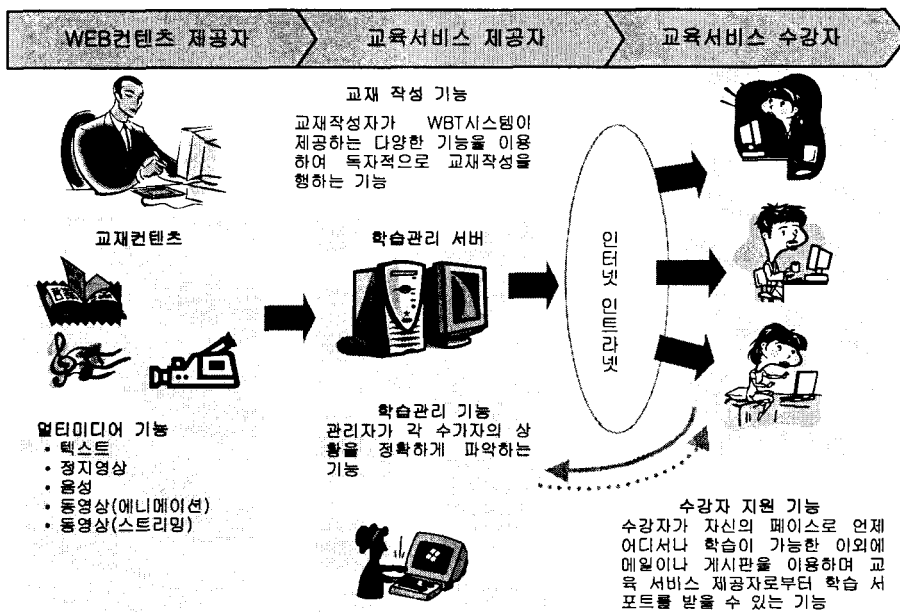 WEB컨텐츠 제공자
교육서비스 제공자
교육서비스 수강자
교재 작성 기능
교재작성자가 WBT시스템이
제공하는 다양한 기능을 이용
하여 독자적으로 교재작성을
행하는 기능
교재컨텐츠
학습관리 서버
인터넷 인트라넷
멀티미디어 기능
• 텍스트
• 정지영상
• 음성
• 동영상(애니메이션)
• 동영상(스트리밍)
학습관리 기능
관리자가 각 수가자의 상
황을 정확하게 파악하는
기능
수강자 지원 기능
수강자가 자신의 페이스로 언제
어디서나 학습이 가능한 이외에
메일이나 게시판을 이용하며 교
육 서비스 제공자로부터 학습 서
포트를 받을 수 있는 기능